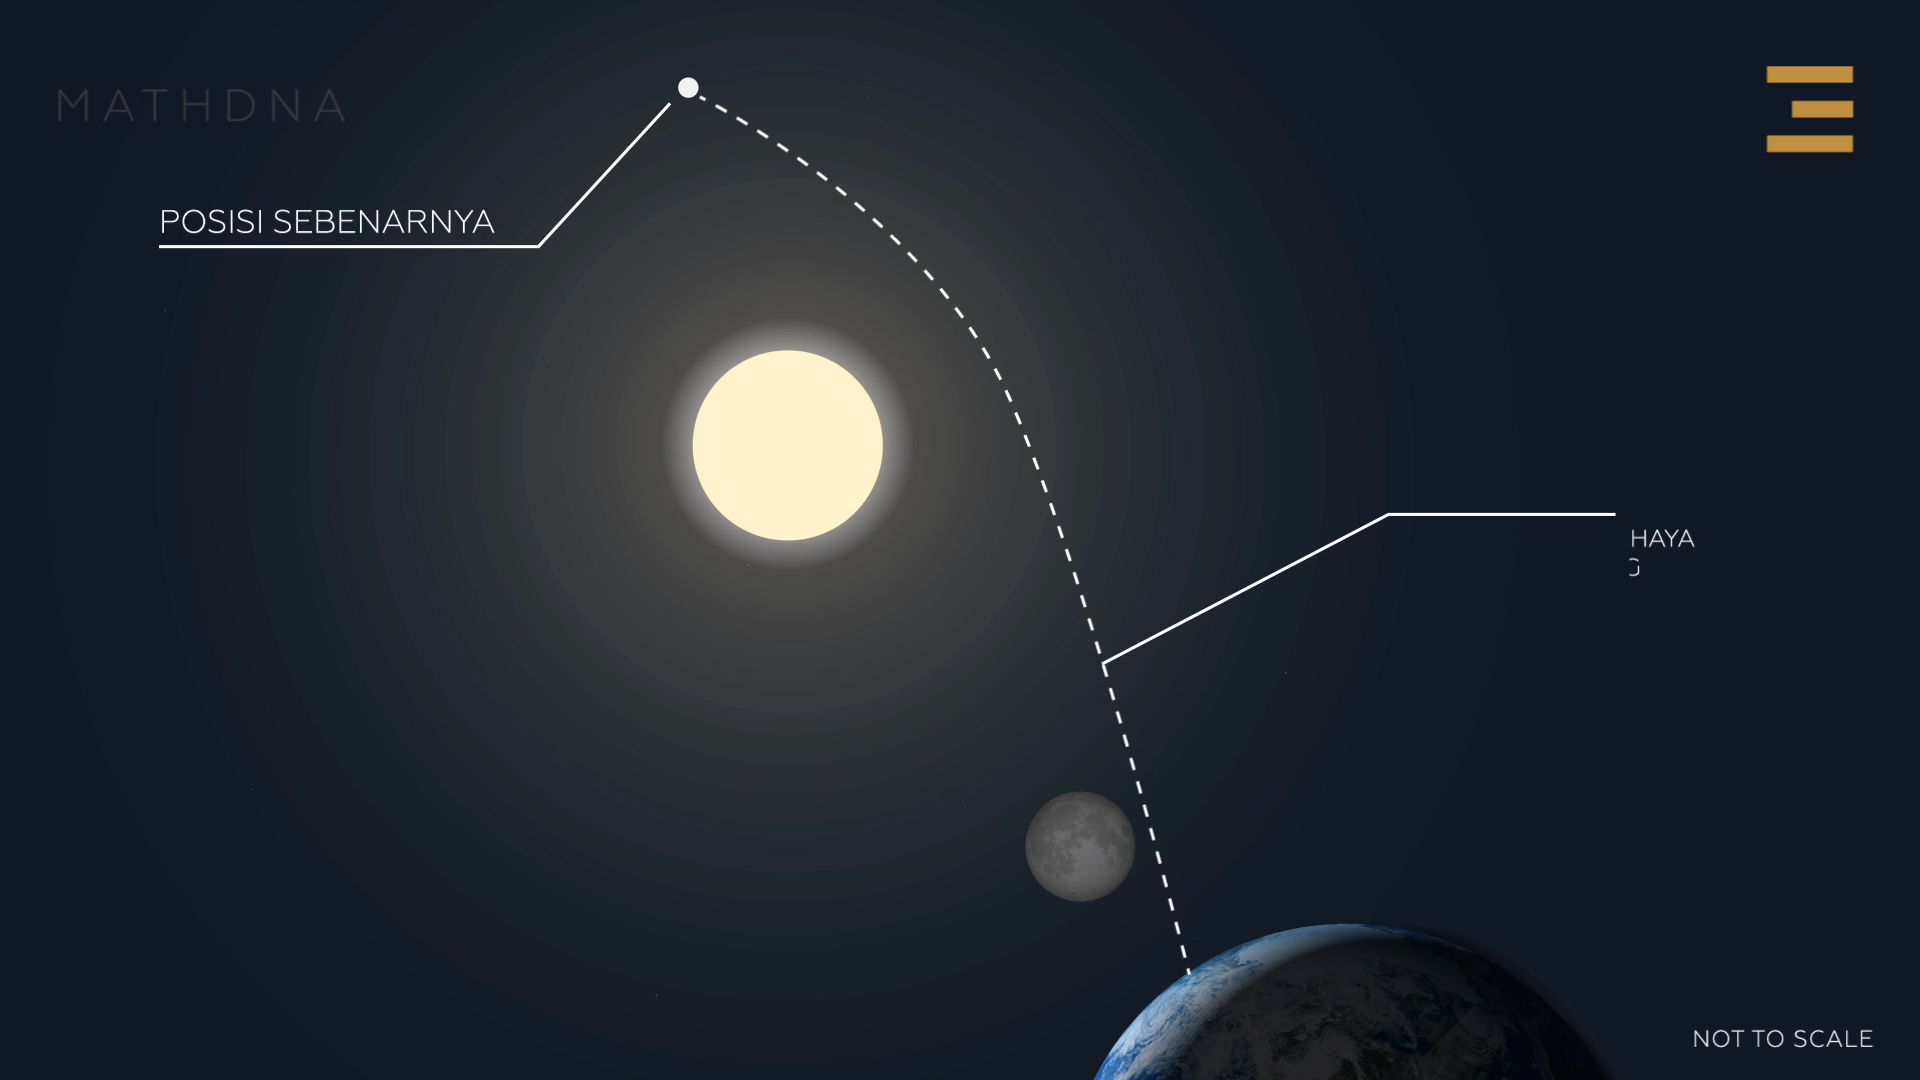 MATHDNA
POSISI SEBENARNYA
HAYA
G
NOT TO SCALE